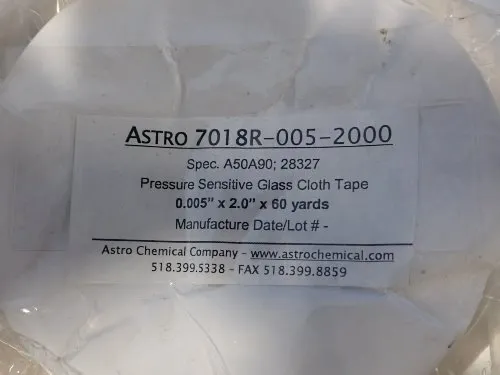 ASTRO 7018R-005-2000
Spec. A50A90; 28327
Pressure Sensitive Glass Cloth Tape
0.005" x 2.0" x 60 yards
Manufacture Date/Lot # -
Astro Chemical Company - www.astrochemical.com
518.399.5338 - FAX 518.399.8859